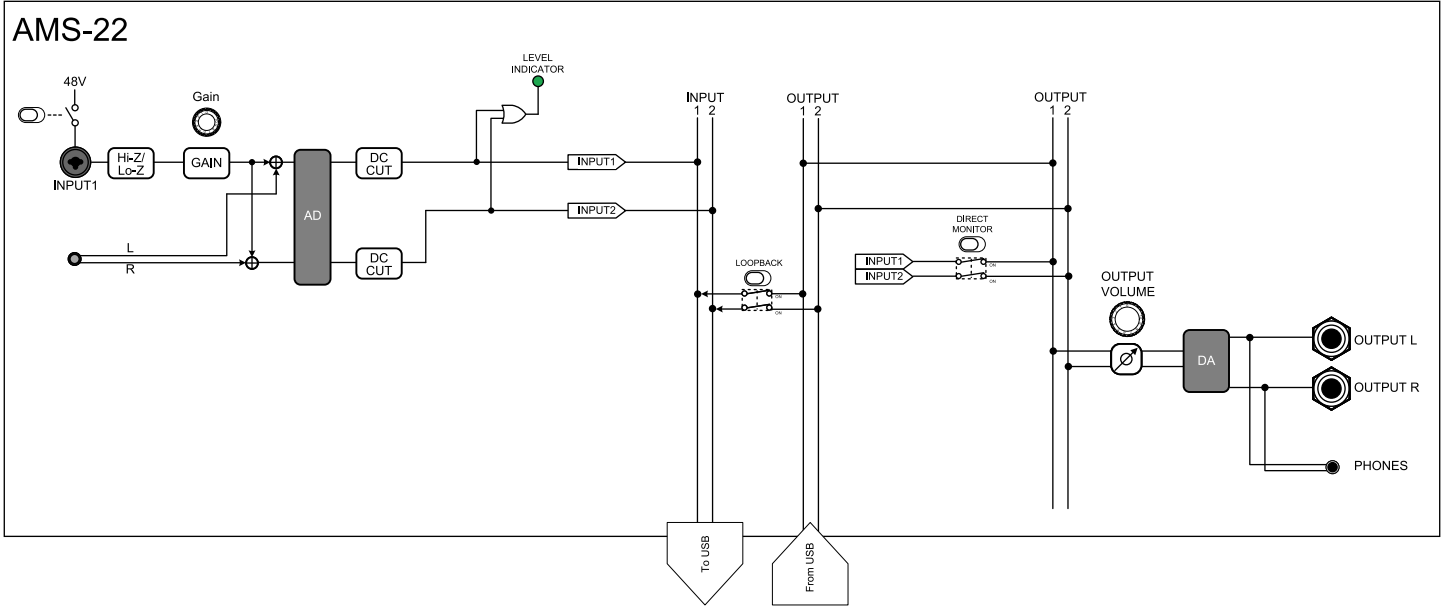 AMS-22
LEVEL
INDICATOR
48V
Gain
INPUT
1 2
OUTPUT
1 2
OUTPUT
1 2
Hi-Z/
Lo-Z
GAIN
DC
CUT
INPUT1
INPUT1
AD
INPUT2
L
R
DC
CUT
DIRECT
MONITOR
INPUT1
INPUT2
ON
ON
LOOPBACK
ON
ON
OUTPUT
VOLUME
DA
OUTPUT L
OUTPUT R
PHONES
To USB
From USB